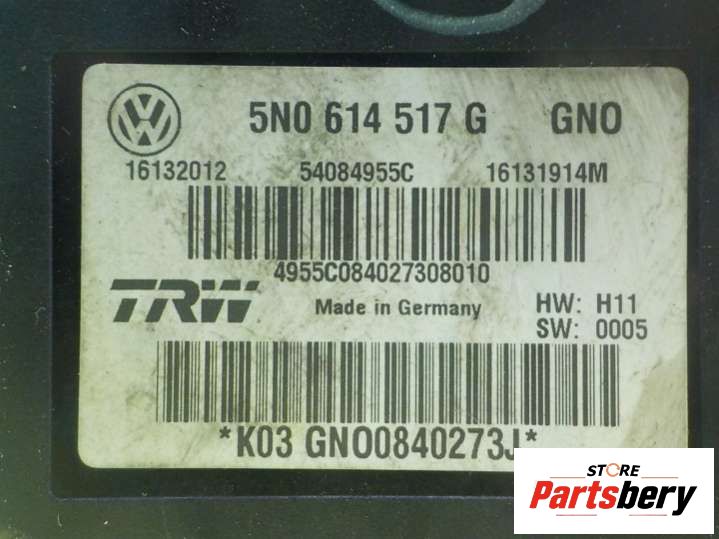 VW
5N0 614 517 G GNO
16132012 54084955C 16131914M
4955C084027308010
TRW Made in Germany HW: H11
SW: 0005
*K03 GNO0840273J*
STORE
Partsbery